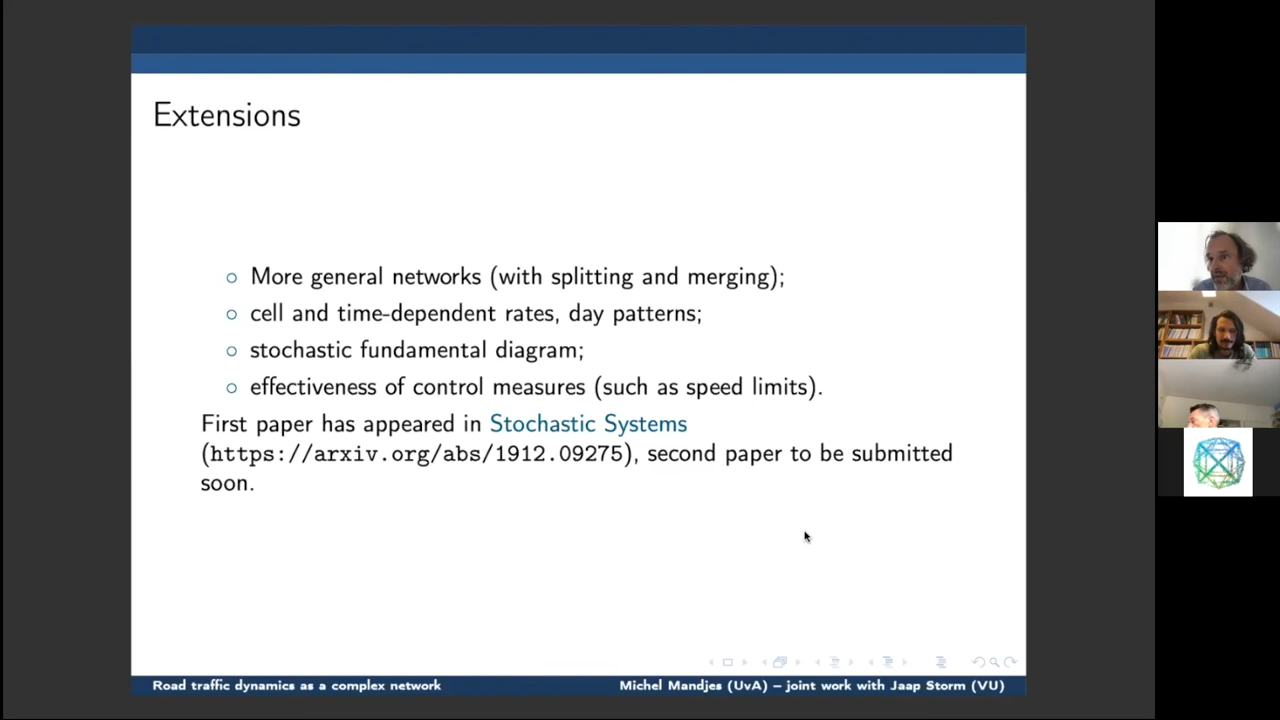 Extensions
More general networks (with splitting and merging);
cell and time-dependent rates, day patterns;
stochastic fundamental diagram;
effectiveness of control measures (such as speed limits).
First paper has appeared in Stochastic Systems
(https://arxiv.org/abs/1912.09275), second paper to be submitted
soon.
Road traffic dynamics as a complex network
Michel Mandjes (UvA) – joint work with Jaap Storm (VU)